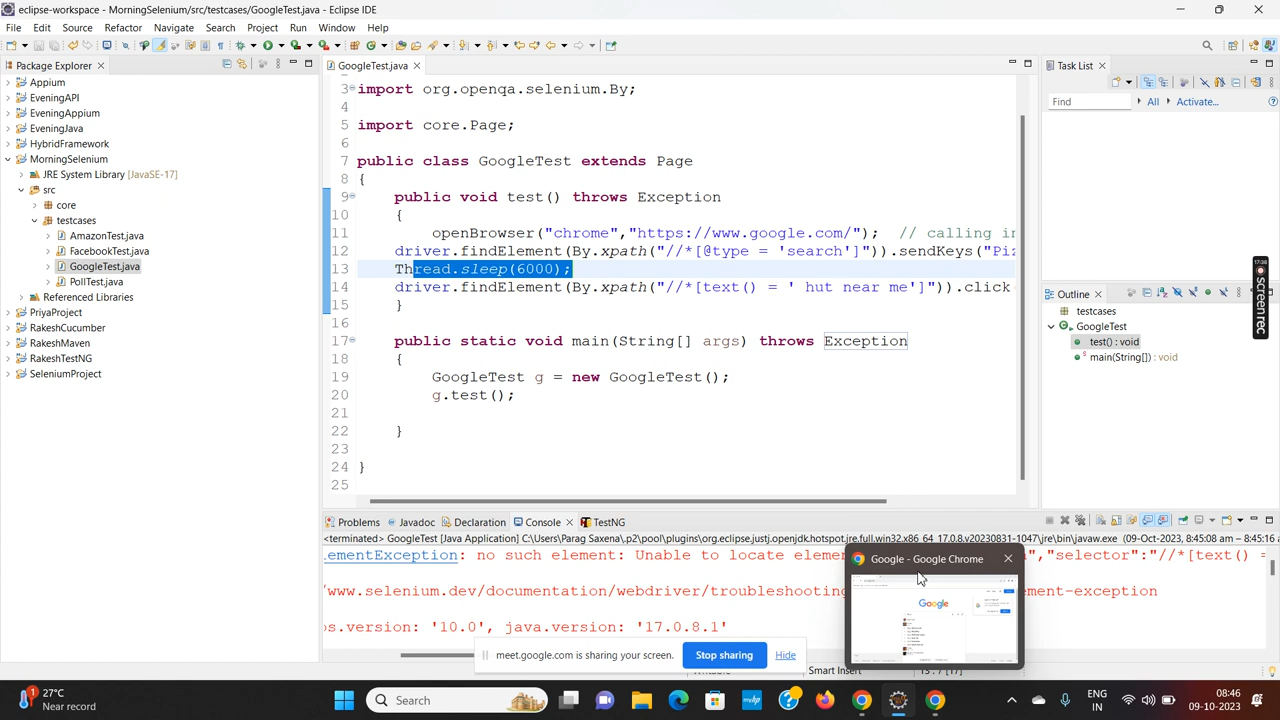 eclipse-workspace - MorningSelenium/src/testcases/GoogleTest.java - Eclipse IDE
File Edit Source Refactor Navigate Search Project Run Window Help
Package Explorer
Appium
EveningAPI
EveningAppium
EveningJava
HybridFramework
MorningSelenium
JRE System Library [JavaSE-17]
src
core
testcases
AmazonTest.java
FacebookTest.java
GoogleTest.java
PollTest.java
Referenced Libraries
PriyaProject
RakeshCucumber
RakeshMaven
RakeshTestNG
SeleniumProject
GoogleTest.java
3 import org.openqa.selenium.By;
4
5 import core.Page;
6
7 public class GoogleTest extends Page
8 {
9 public void test() throws Exception
10 {
11 openBrowser("chrome","https://www.google.com/"); // calling in
12 driver.findElement(By.xpath("//*[@type = 'search']")).sendKeys("Piz
13 Thread.sleep(6000);
14 driver.findElement(By.xpath("//*[text() = ' hut near me']")).click
15 }
16
17 public static void main(String[] args) throws Exception
18 {
19 GoogleTest g = new GoogleTest();
20 g.test();
21
22 }
23
24 }
25
Task List
Find All Activate...
17:38
screenrec
Outline
testcases
GoogleTest
test() : void
main(String[]) : void
Problems Javadoc Declaration Console TestNG
<terminated> GoogleTest [Java Application] C:\Users\Parag Saxena\.p2\pool\plugins\org.eclipse.justj.openjdk.hotspot.jre.full.win32.x86_64_17.0.8.v20230831-1047\jre\bin\javaw.exe (09-Oct-2023, 8:45:08 am – 8:45:16 a
ementException: no such element: Unable to locate elem ","selector":"//*[text() =
/www.selenium.dev/documentation/webdriver/troubleshooting ement-exception
os.version: '10.0', java.version: '17.0.8.1'
Google - Google Chrome
Google
meet.google.com is sharing your screen. Stop sharing Hide
Smart Insert
27°C
Near record
Search
ENG
IN
08:46
09-10-2023